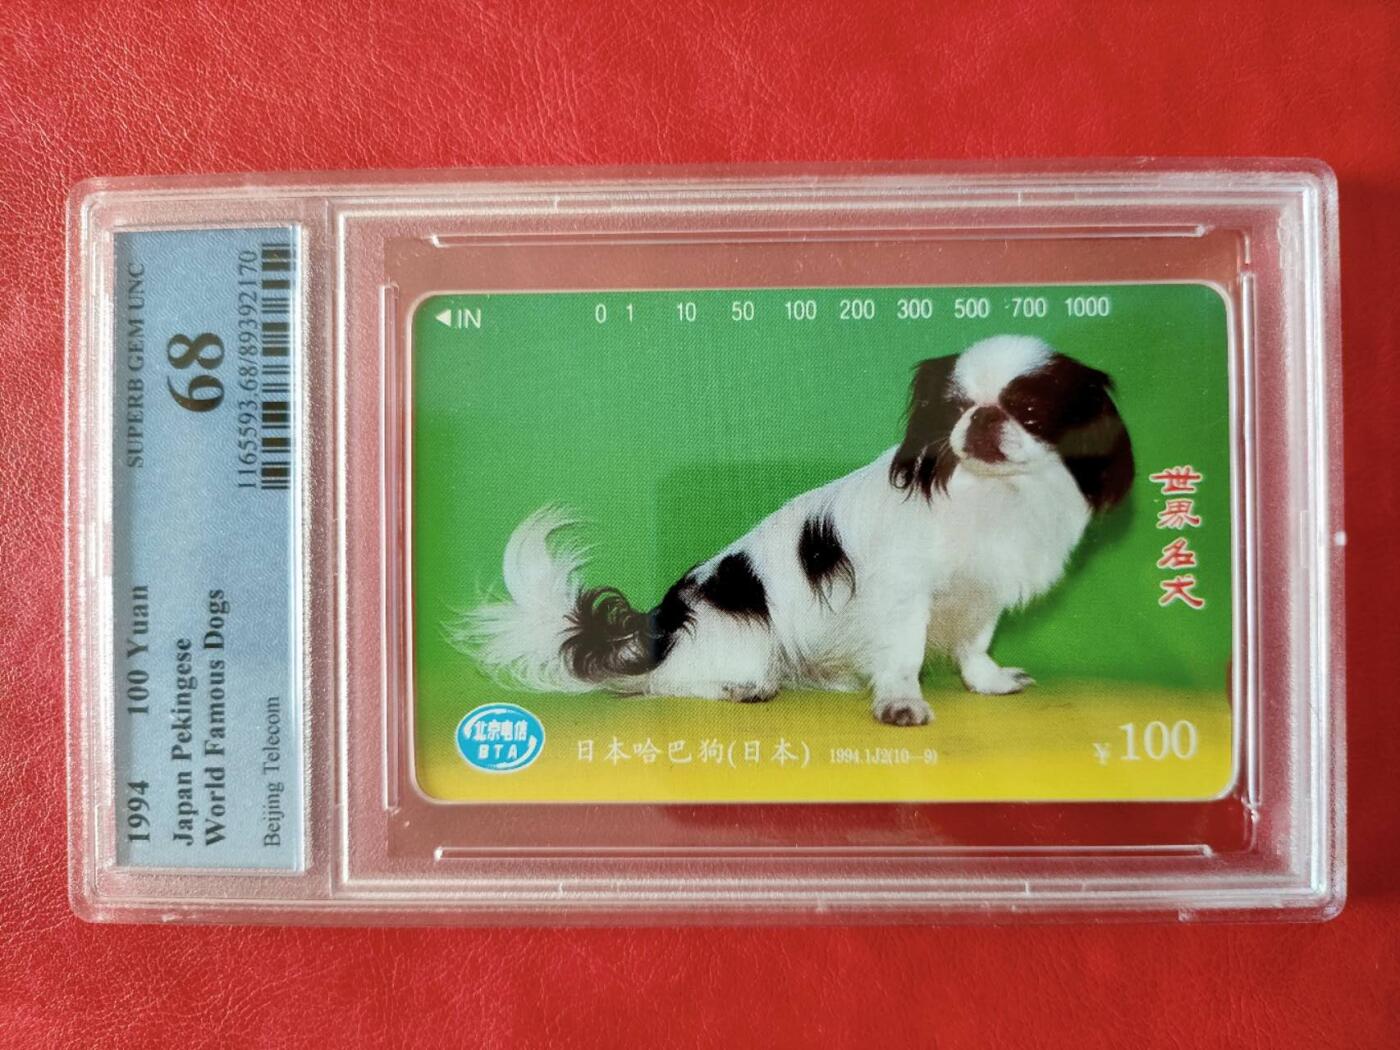 1994 100 Yuan SUPERB GEM UNC
Japan Pekingese 68
World Famous Dogs
1165593.68/89392170
Beijing Telecom
◀IN 0 1 10 50 100 200 300 500 700 1000
世界名犬
北京电信
BTA
日本哈巴狗(日本) 1994.1J2(10—9)
¥100